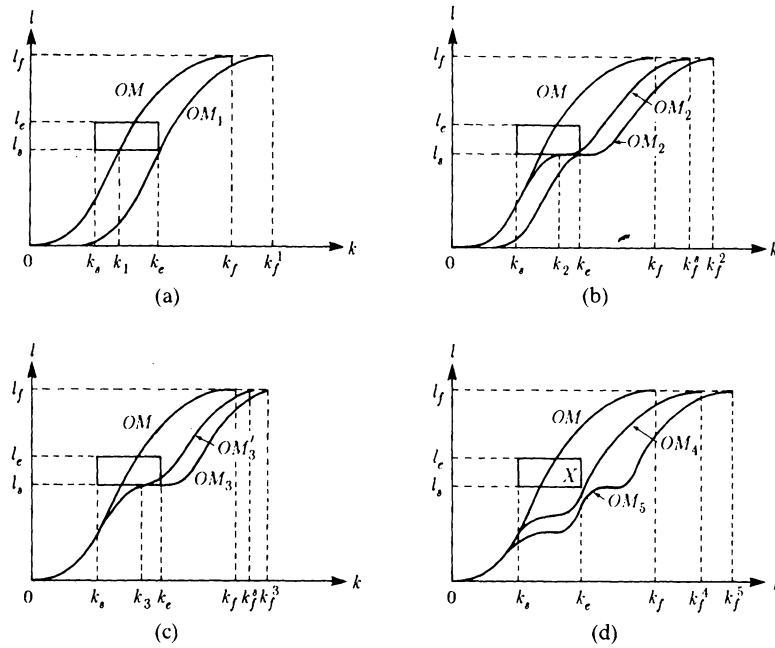 l
l_f
OM
OM_1
l_e
l_s
0 k_s k_1 k_e k_f k_f^1 k
(a)
l
l_f
OM
OM_2'
l_e
OM_2
l_s
0 k_s k_2 k_e k_f k_f^s k_f^2 k
(b)
l
l_f
OM
OM_3'
l_e
l_s
OM_3
0 k_s k_3 k_e k_f k_f^s k_f^3 k
(c)
l
l_f
OM
OM_4
l_e
X
l_s
OM_5
0 k_s k_e k_f k_f^4 k_f^5
(d)